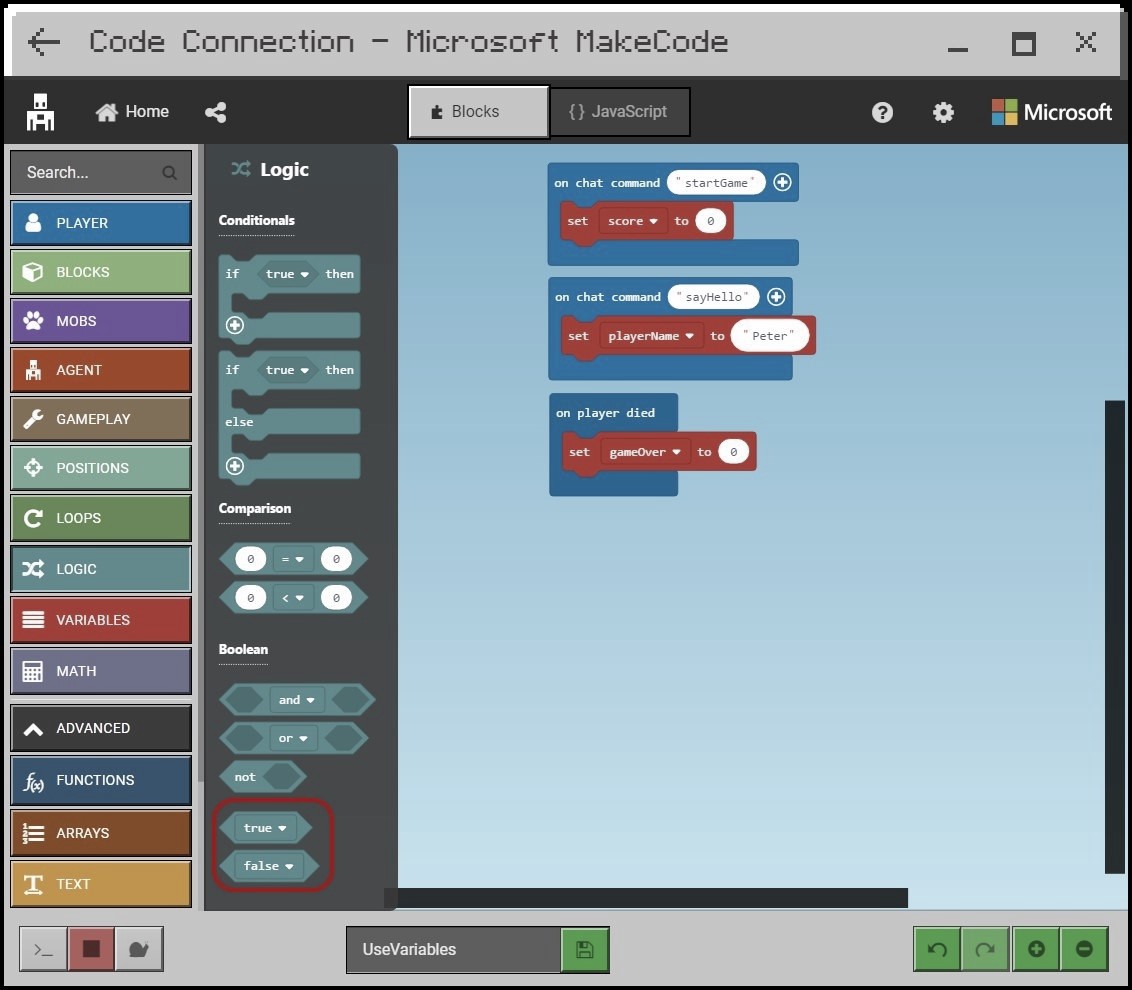 Code Connection - Microsoft MakeCode
Home
Blocks
{} JavaScript
?
Microsoft
Search...
PLAYER
BLOCKS
MOBS
AGENT
GAMEPLAY
POSITIONS
LOOPS
LOGIC
VARIABLES
MATH
ADVANCED
f(x) FUNCTIONS
ARRAYS
T TEXT
Logic
Conditionals
if true then
if true then
else
Comparison
0 = 0
0 < 0
Boolean
and
or
not
true
false
on chat command "startGame"
set score to 0
on chat command "sayHello"
set playerName to "Peter"
on player died
set gameOver to 0
>_
UseVariables